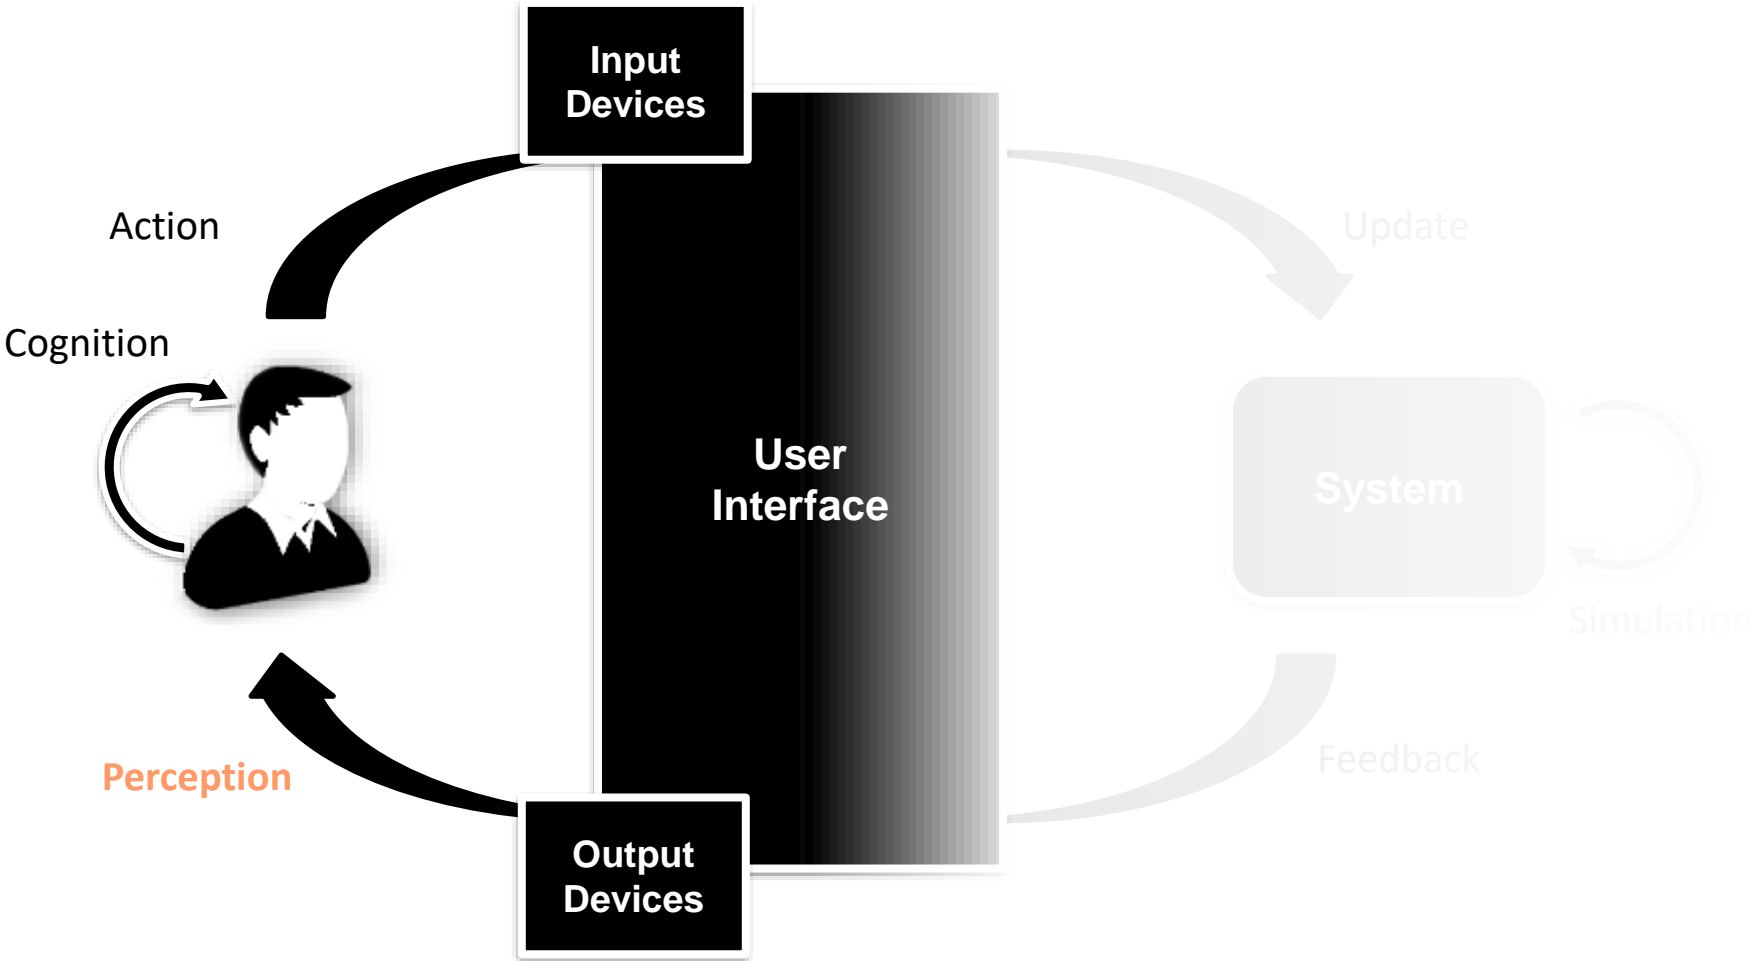 Input
Devices
Action
Update
Cognition
User
Interface
System
Simulation
Perception
Feedback
Output
Devices